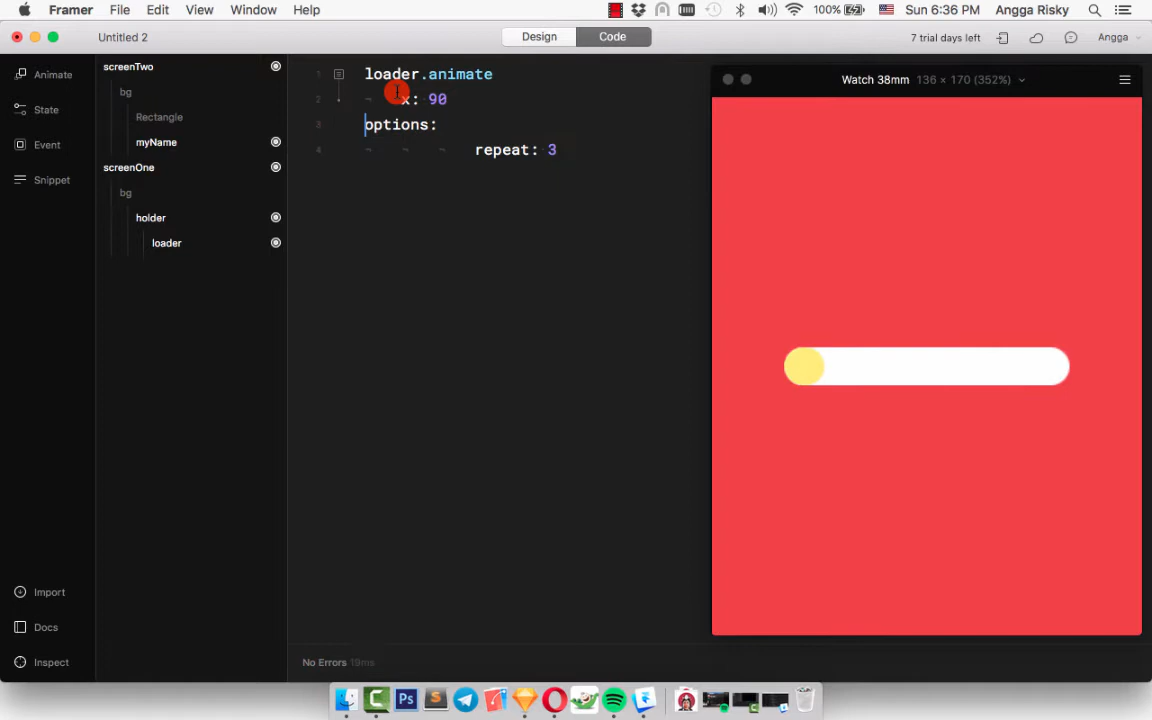 Framer File Edit View Window Help 100% Sun 6:36 PM Angga Risky
Untitled 2 Design Code 7 trial days left Angga
Animate
State
Event
Snippet
Import
Docs
Inspect
screenTwo
bg
Rectangle
myName
screenOne
bg
holder
loader
1 loader.animate
2 x: 90
3 options:
4 repeat: 3
No Errors 19ms
Watch 38mm 136 × 170 (352%)